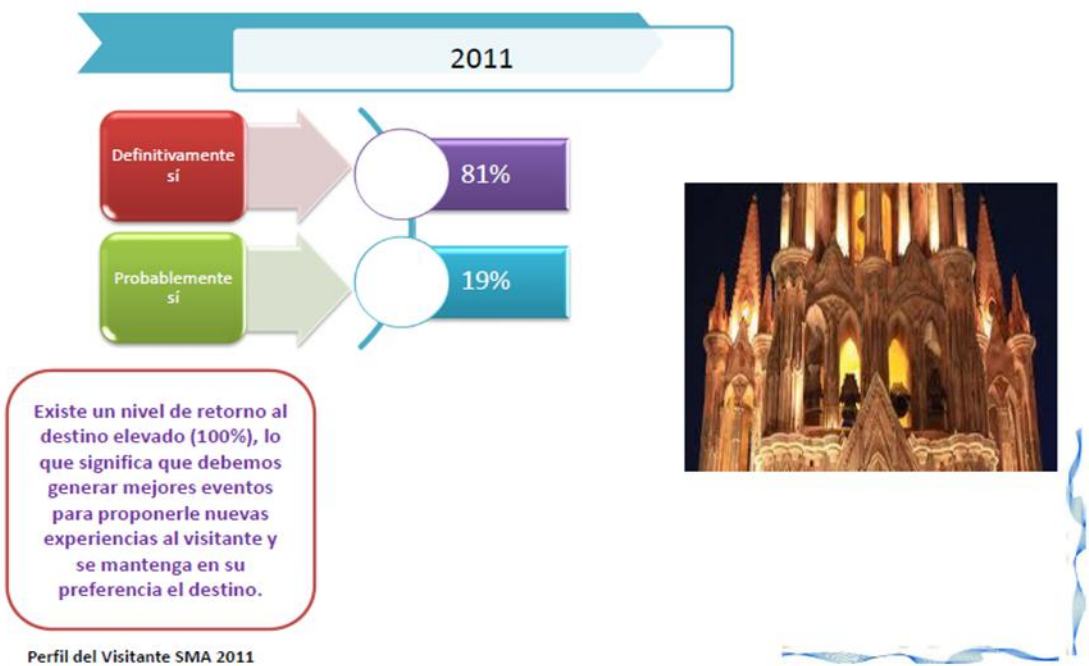 2011
Definitivamente
sí
81%
Probablemente
sí
19%
Existe un nivel de retorno al
destino elevado (100%), lo
que significa que debemos
generar mejores eventos
para proponerle nuevas
experiencias al visitante y
se mantenga en su
preferencia el destino.
Perfil del Visitante SMA 2011